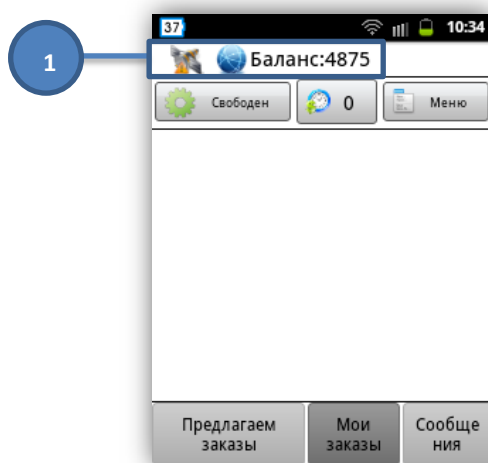 37
10:34
1
Баланс:4875
Свободен
0
Меню
Предлагаем
заказы
Мои
заказы
Сообще
ния